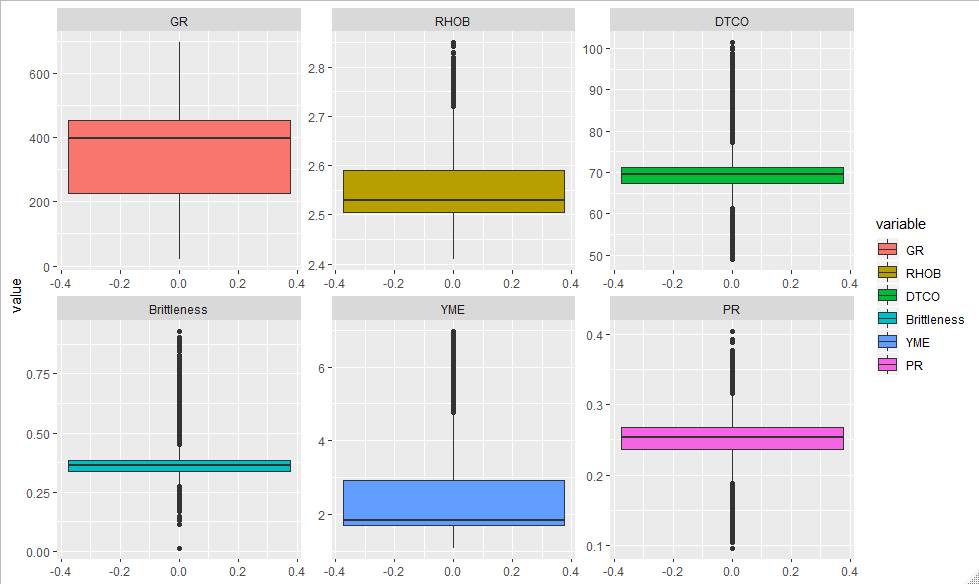 GR
RHOB
DTCO
600
400
200
0
2.8
2.7
2.6
2.5
2.4
100
90
80
70
60
50
-0.4 -0.2 0.0 0.2 0.4
-0.4 -0.2 0.0 0.2 0.4
-0.4 -0.2 0.0 0.2 0.4
value
Brittleness
YME
PR
0.75
0.50
0.25
0.00
6
4
2
0.4
0.3
0.2
0.1
-0.4 -0.2 0.0 0.2 0.4
-0.4 -0.2 0.0 0.2 0.4
-0.4 -0.2 0.0 0.2 0.4
variable
GR
RHOB
DTCO
Brittleness
YME
PR